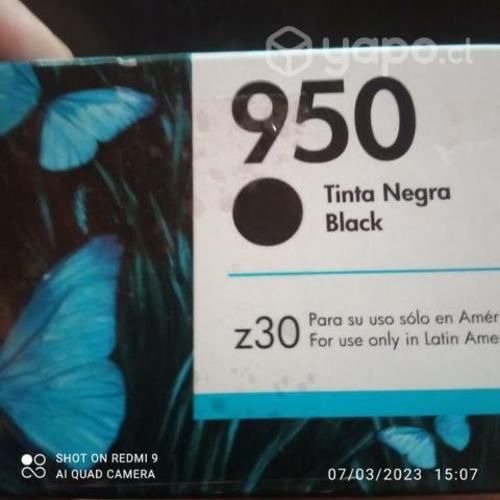 yapo.cl
950
Tinta Negra
Black
z30
Para su uso sólo en Amér
For use only in Latin Ame
SHOT ON REDMI 9
AI QUAD CAMERA
07/03/2023 15:07